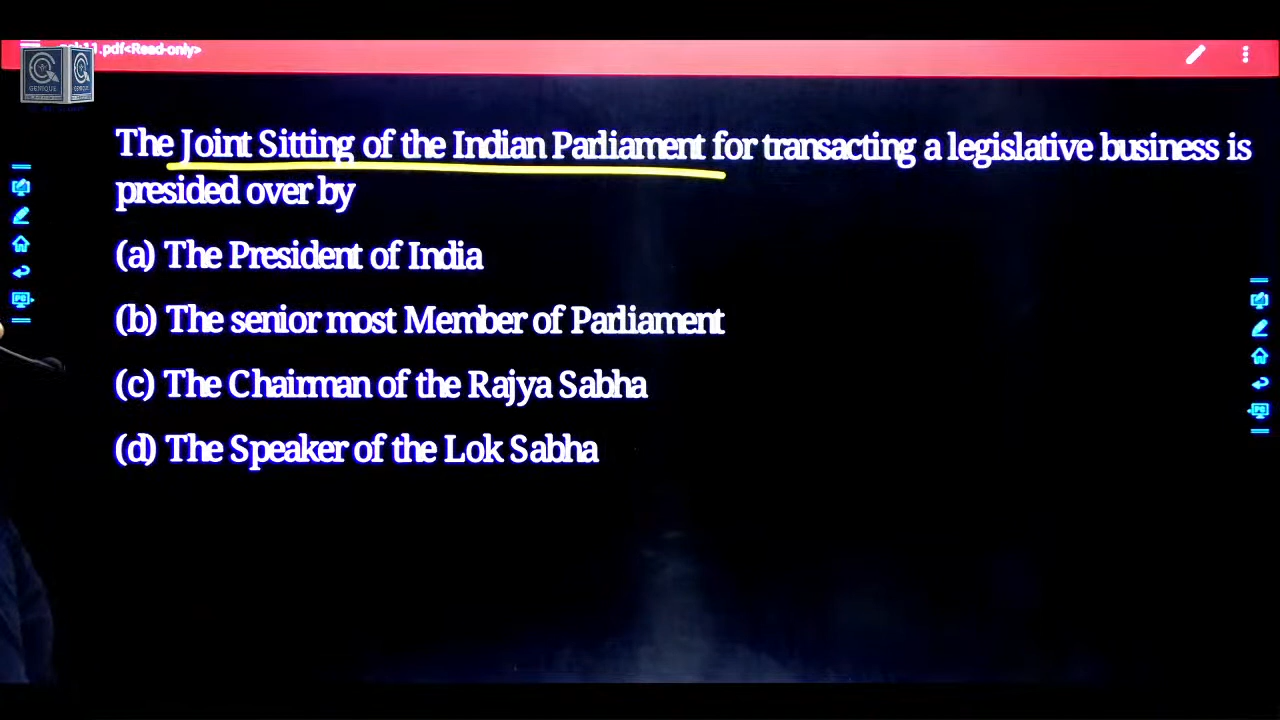 .pdf<Read-only>
GENIQUE
The Joint Sitting of the Indian Parliament for transacting a legislative business is
presided over by
(a) The President of India
(b) The senior most Member of Parliament
(c) The Chairman of the Rajya Sabha
(d) The Speaker of the Lok Sabha